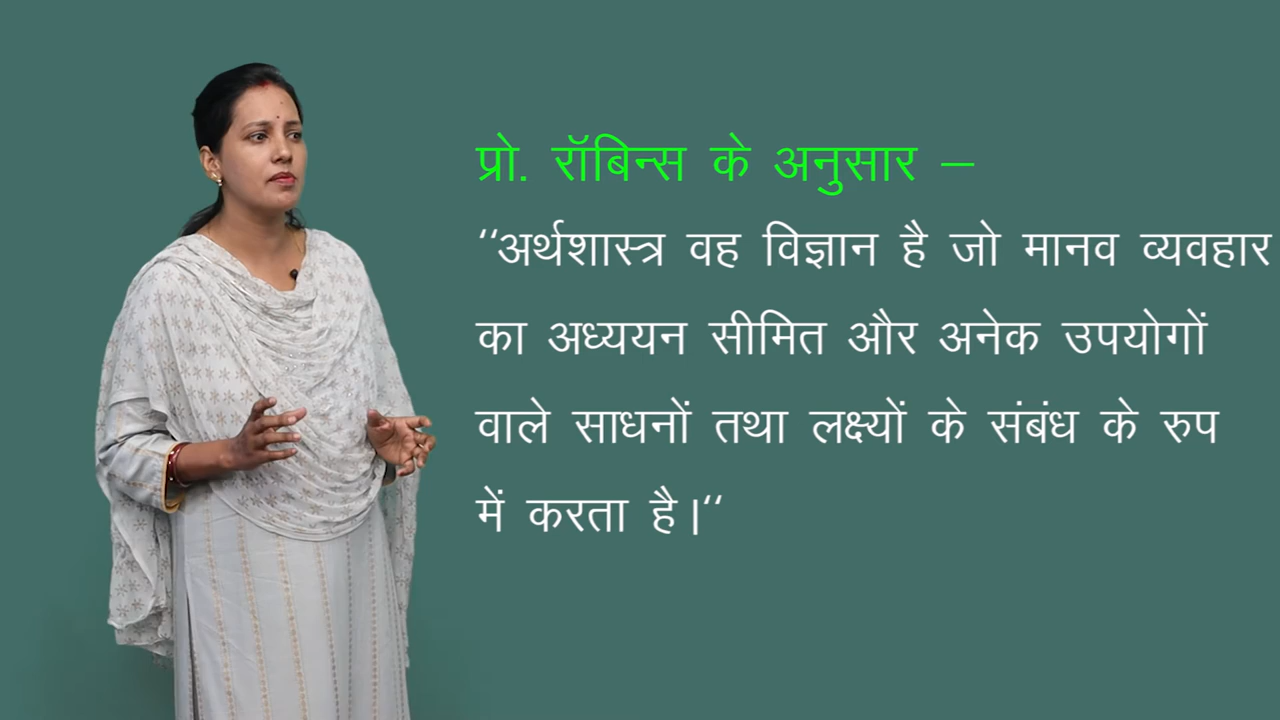 प्रो. रॉबिन्स के अनुसार –
‘‘अर्थशास्त्र वह विज्ञान है जो मानव व्यवहार
का अध्ययन सीमित और अनेक उपयोगों
वाले साधनों तथा लक्ष्यों के संबंध के रुप
में करता है।‘‘